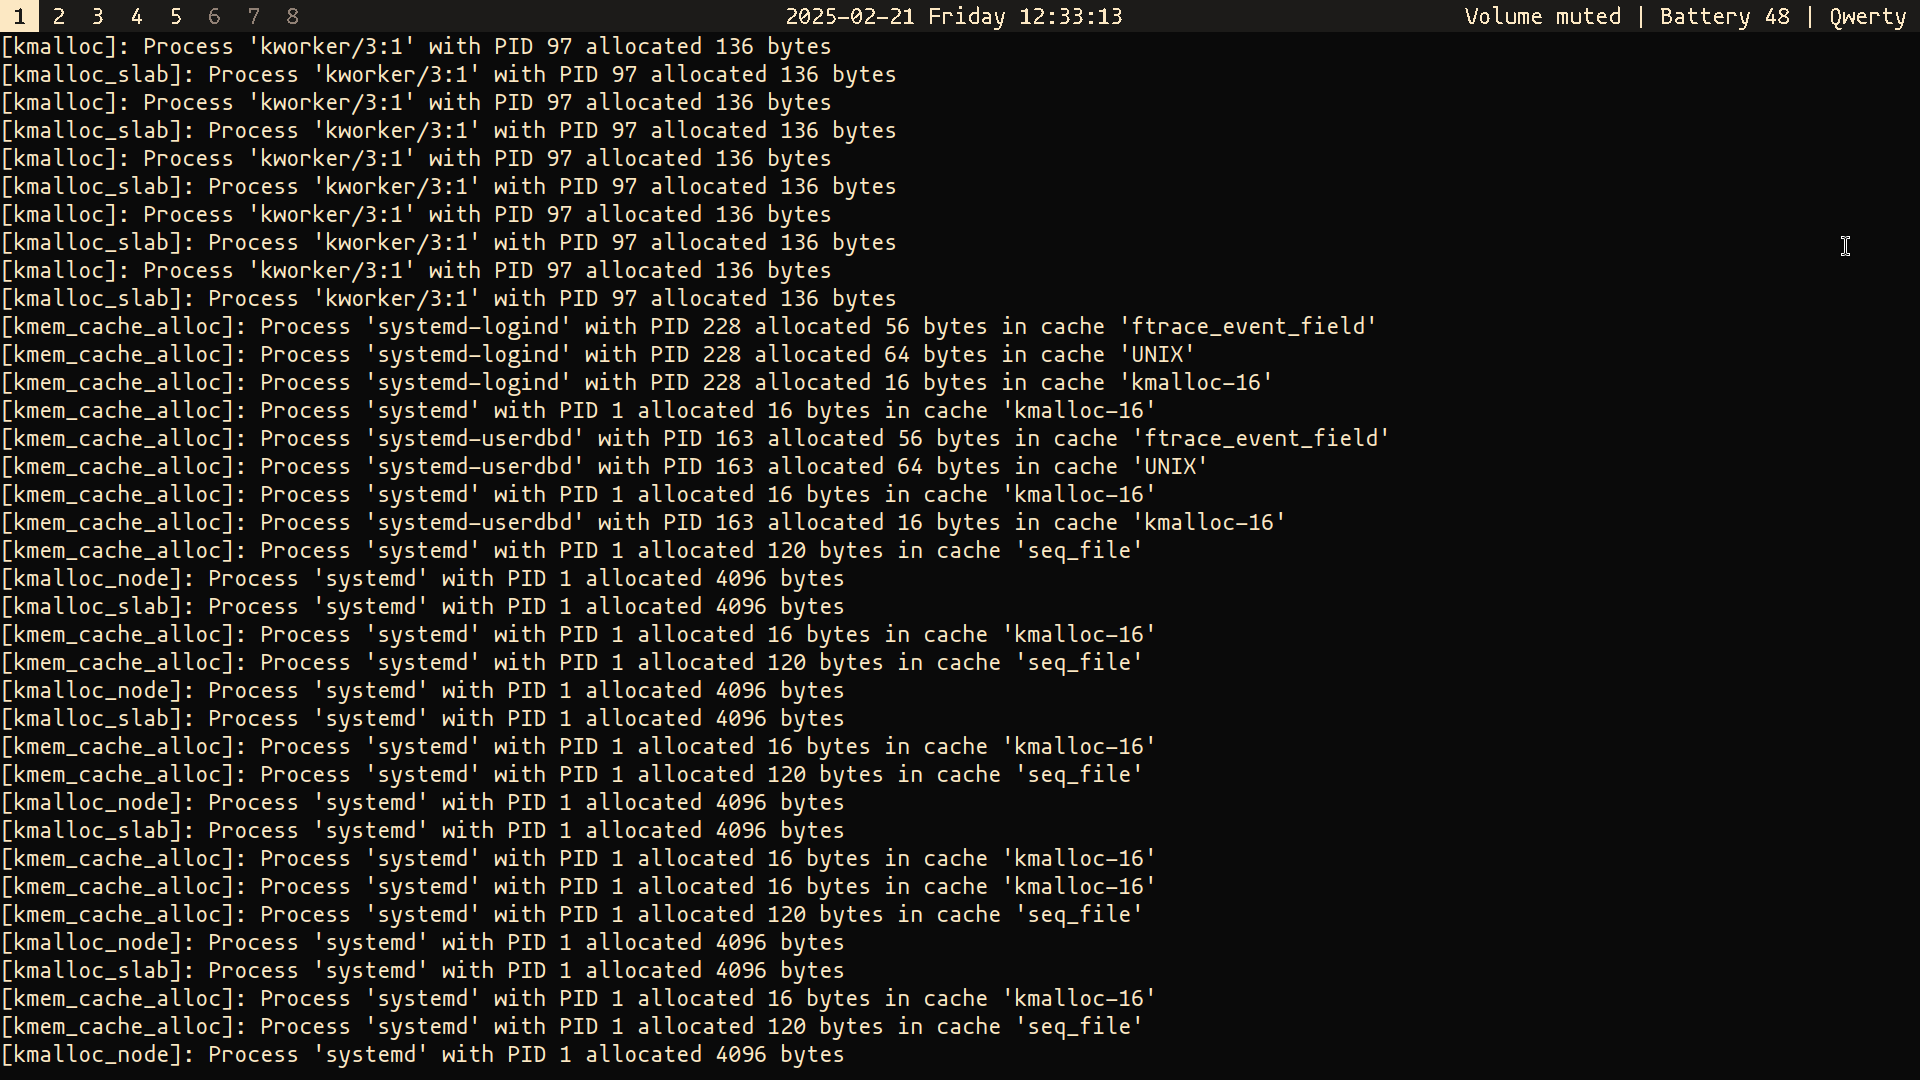 1 2 3 4 5 6 7 8 2025-02-21 Friday 12:33:13 Volume muted | Battery 48 | Qwerty
[kmalloc]: Process 'kworker/3:1' with PID 97 allocated 136 bytes
[kmalloc_slab]: Process 'kworker/3:1' with PID 97 allocated 136 bytes
[kmalloc]: Process 'kworker/3:1' with PID 97 allocated 136 bytes
[kmalloc_slab]: Process 'kworker/3:1' with PID 97 allocated 136 bytes
[kmalloc]: Process 'kworker/3:1' with PID 97 allocated 136 bytes
[kmalloc_slab]: Process 'kworker/3:1' with PID 97 allocated 136 bytes
[kmalloc]: Process 'kworker/3:1' with PID 97 allocated 136 bytes
[kmalloc_slab]: Process 'kworker/3:1' with PID 97 allocated 136 bytes
[kmalloc]: Process 'kworker/3:1' with PID 97 allocated 136 bytes
[kmalloc_slab]: Process 'kworker/3:1' with PID 97 allocated 136 bytes
[kmem_cache_alloc]: Process 'systemd-logind' with PID 228 allocated 56 bytes in cache 'ftrace_event_field'
[kmem_cache_alloc]: Process 'systemd-logind' with PID 228 allocated 64 bytes in cache 'UNIX'
[kmem_cache_alloc]: Process 'systemd-logind' with PID 228 allocated 16 bytes in cache 'kmalloc-16'
[kmem_cache_alloc]: Process 'systemd' with PID 1 allocated 16 bytes in cache 'kmalloc-16'
[kmem_cache_alloc]: Process 'systemd-userdbd' with PID 163 allocated 56 bytes in cache 'ftrace_event_field'
[kmem_cache_alloc]: Process 'systemd-userdbd' with PID 163 allocated 64 bytes in cache 'UNIX'
[kmem_cache_alloc]: Process 'systemd' with PID 1 allocated 16 bytes in cache 'kmalloc-16'
[kmem_cache_alloc]: Process 'systemd-userdbd' with PID 163 allocated 16 bytes in cache 'kmalloc-16'
[kmem_cache_alloc]: Process 'systemd' with PID 1 allocated 120 bytes in cache 'seq_file'
[kmalloc_node]: Process 'systemd' with PID 1 allocated 4096 bytes
[kmalloc_slab]: Process 'systemd' with PID 1 allocated 4096 bytes
[kmem_cache_alloc]: Process 'systemd' with PID 1 allocated 16 bytes in cache 'kmalloc-16'
[kmem_cache_alloc]: Process 'systemd' with PID 1 allocated 120 bytes in cache 'seq_file'
[kmalloc_node]: Process 'systemd' with PID 1 allocated 4096 bytes
[kmalloc_slab]: Process 'systemd' with PID 1 allocated 4096 bytes
[kmem_cache_alloc]: Process 'systemd' with PID 1 allocated 16 bytes in cache 'kmalloc-16'
[kmem_cache_alloc]: Process 'systemd' with PID 1 allocated 120 bytes in cache 'seq_file'
[kmalloc_node]: Process 'systemd' with PID 1 allocated 4096 bytes
[kmalloc_slab]: Process 'systemd' with PID 1 allocated 4096 bytes
[kmem_cache_alloc]: Process 'systemd' with PID 1 allocated 16 bytes in cache 'kmalloc-16'
[kmem_cache_alloc]: Process 'systemd' with PID 1 allocated 16 bytes in cache 'kmalloc-16'
[kmem_cache_alloc]: Process 'systemd' with PID 1 allocated 120 bytes in cache 'seq_file'
[kmalloc_node]: Process 'systemd' with PID 1 allocated 4096 bytes
[kmalloc_slab]: Process 'systemd' with PID 1 allocated 4096 bytes
[kmem_cache_alloc]: Process 'systemd' with PID 1 allocated 16 bytes in cache 'kmalloc-16'
[kmem_cache_alloc]: Process 'systemd' with PID 1 allocated 120 bytes in cache 'seq_file'
[kmalloc_node]: Process 'systemd' with PID 1 allocated 4096 bytes